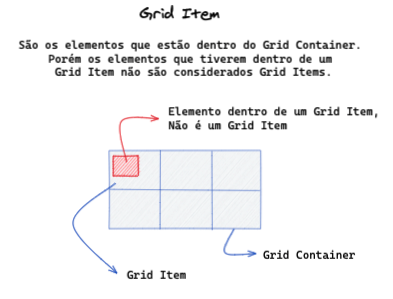 Grid Item
São os elementos que estão dentro do Grid Container.
Porém os elementos que tiverem dentro de um
Grid Item não são considerados Grid Items.
Elemento dentro de um Grid Item,
Não é um Grid Item
Grid Container
Grid Item